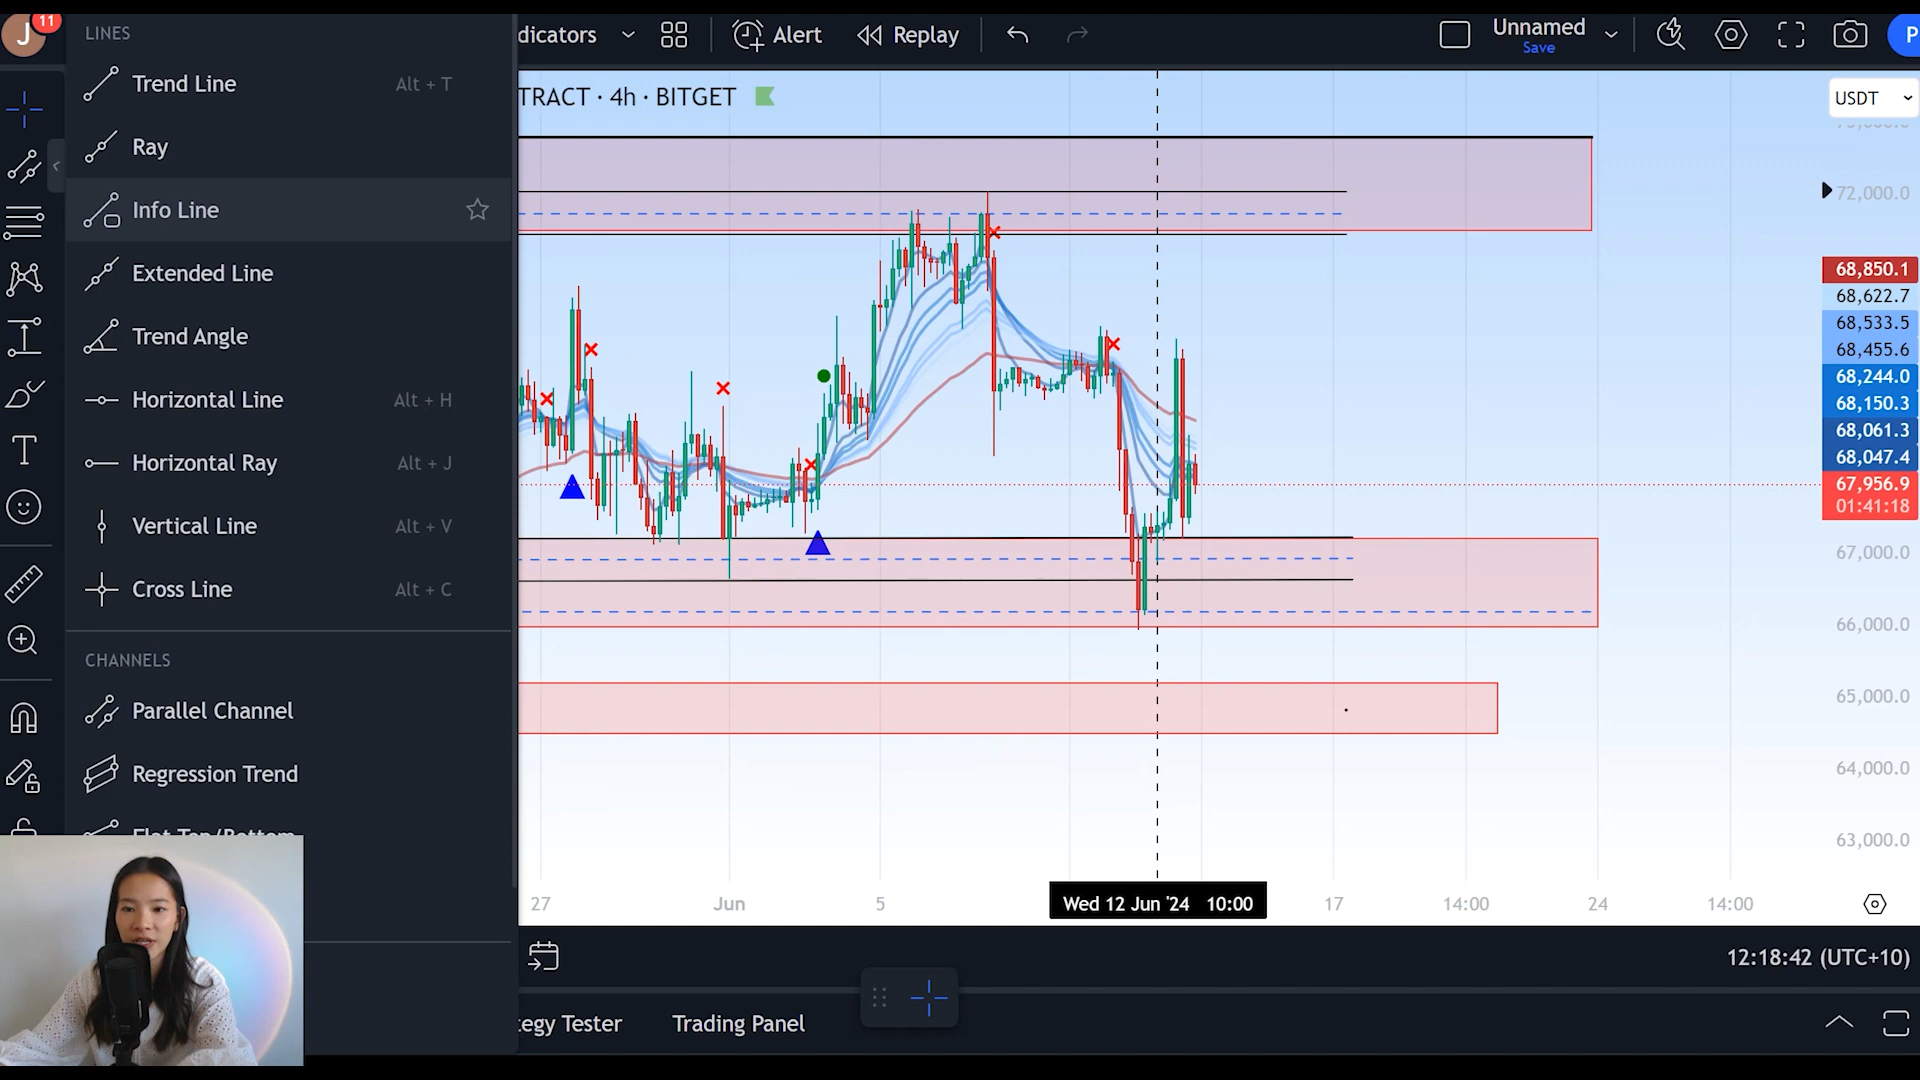 J
11
LINES
Trend Line Alt + T
Ray
Info Line
Extended Line
Trend Angle
Horizontal Line Alt + H
Horizontal Ray Alt + J
Vertical Line Alt + V
Cross Line Alt + C
CHANNELS
Parallel Channel
Regression Trend
Flat Top/Bottom
dicators
Alert
Replay
Unnamed
Save
P
TRACT · 4h · BITGET
USDT
72,000.0
68,850.1
68,622.7
68,533.5
68,455.6
68,244.0
68,150.3
68,061.3
68,047.4
67,956.9
01:41:18
67,000.0
66,000.0
65,000.0
64,000.0
63,000.0
27 Jun 5 Wed 12 Jun '24 10:00 17 14:00 24 14:00
12:18:42 (UTC+10)
tegy Tester
Trading Panel